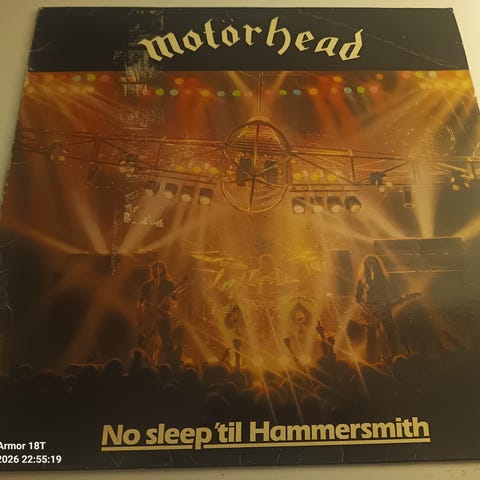 Motörhead
No sleep 'til Hammersmith
Armor 18T
2026 22:55:19